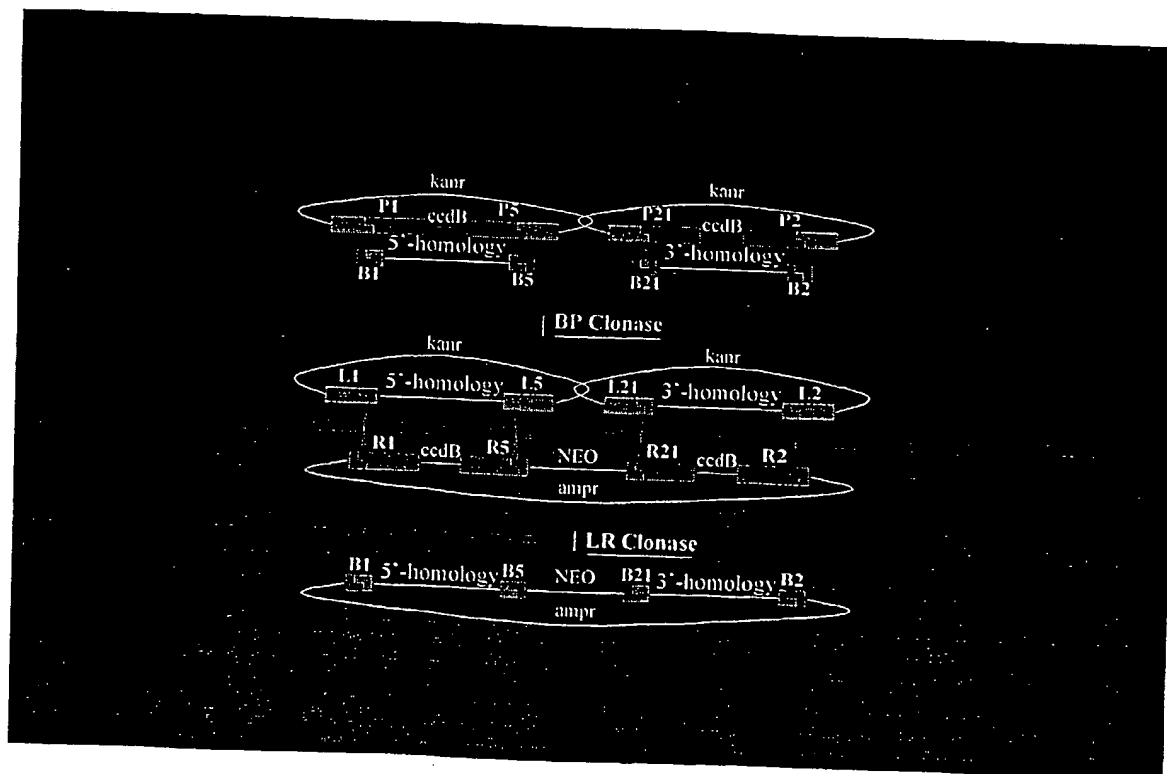 kanr kanr
P1 ccdB P5 P21 ccdB P2
5'-homology 3'-homology
B1 B5 B21 B2
BP Clonase
kanr kanr
L1 5'-homology L5 L21 3'-homology L2
R1 ccdB R5 NEO R21 ccdB R2
ampr
LR Clonase
B1 5'-homology B5 NEO B21 3'-homology B2
ampr